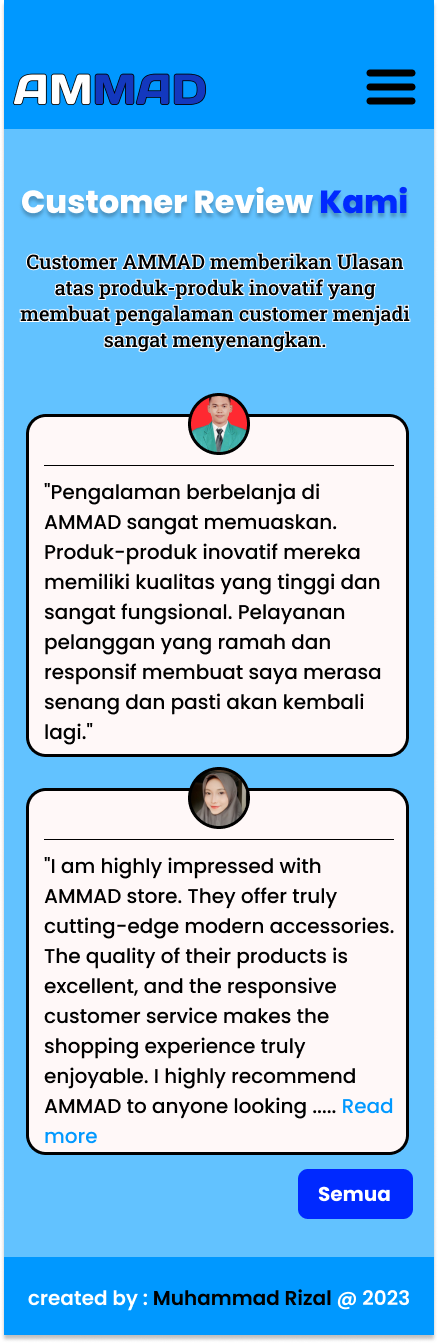 AMMAD
Customer Review Kami
Customer AMMAD memberikan Ulasan
atas produk-produk inovatif yang
membuat pengalaman customer menjadi
sangat menyenangkan.
"Pengalaman berbelanja di
AMMAD sangat memuaskan.
Produk-produk inovatif mereka
memiliki kualitas yang tinggi dan
sangat fungsional. Pelayanan
pelanggan yang ramah dan
responsif membuat saya merasa
senang dan pasti akan kembali
lagi."
"I am highly impressed with
AMMAD store. They offer truly
cutting-edge modern accessories.
The quality of their products is
excellent, and the responsive
customer service makes the
shopping experience truly
enjoyable. I highly recommend
AMMAD to anyone looking ..... Read
more
Semua
created by : Muhammad Rizal @ 2023